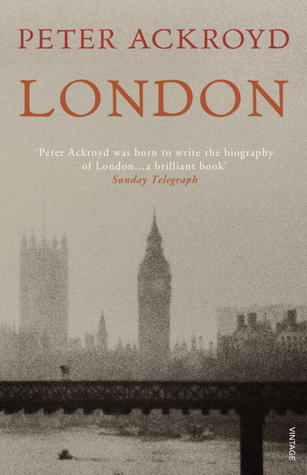 PETER ACKROYD
LONDON
‘Peter Ackroyd was born to write the biography
of London...a brilliant book’
Sunday Telegraph
VINTAGE